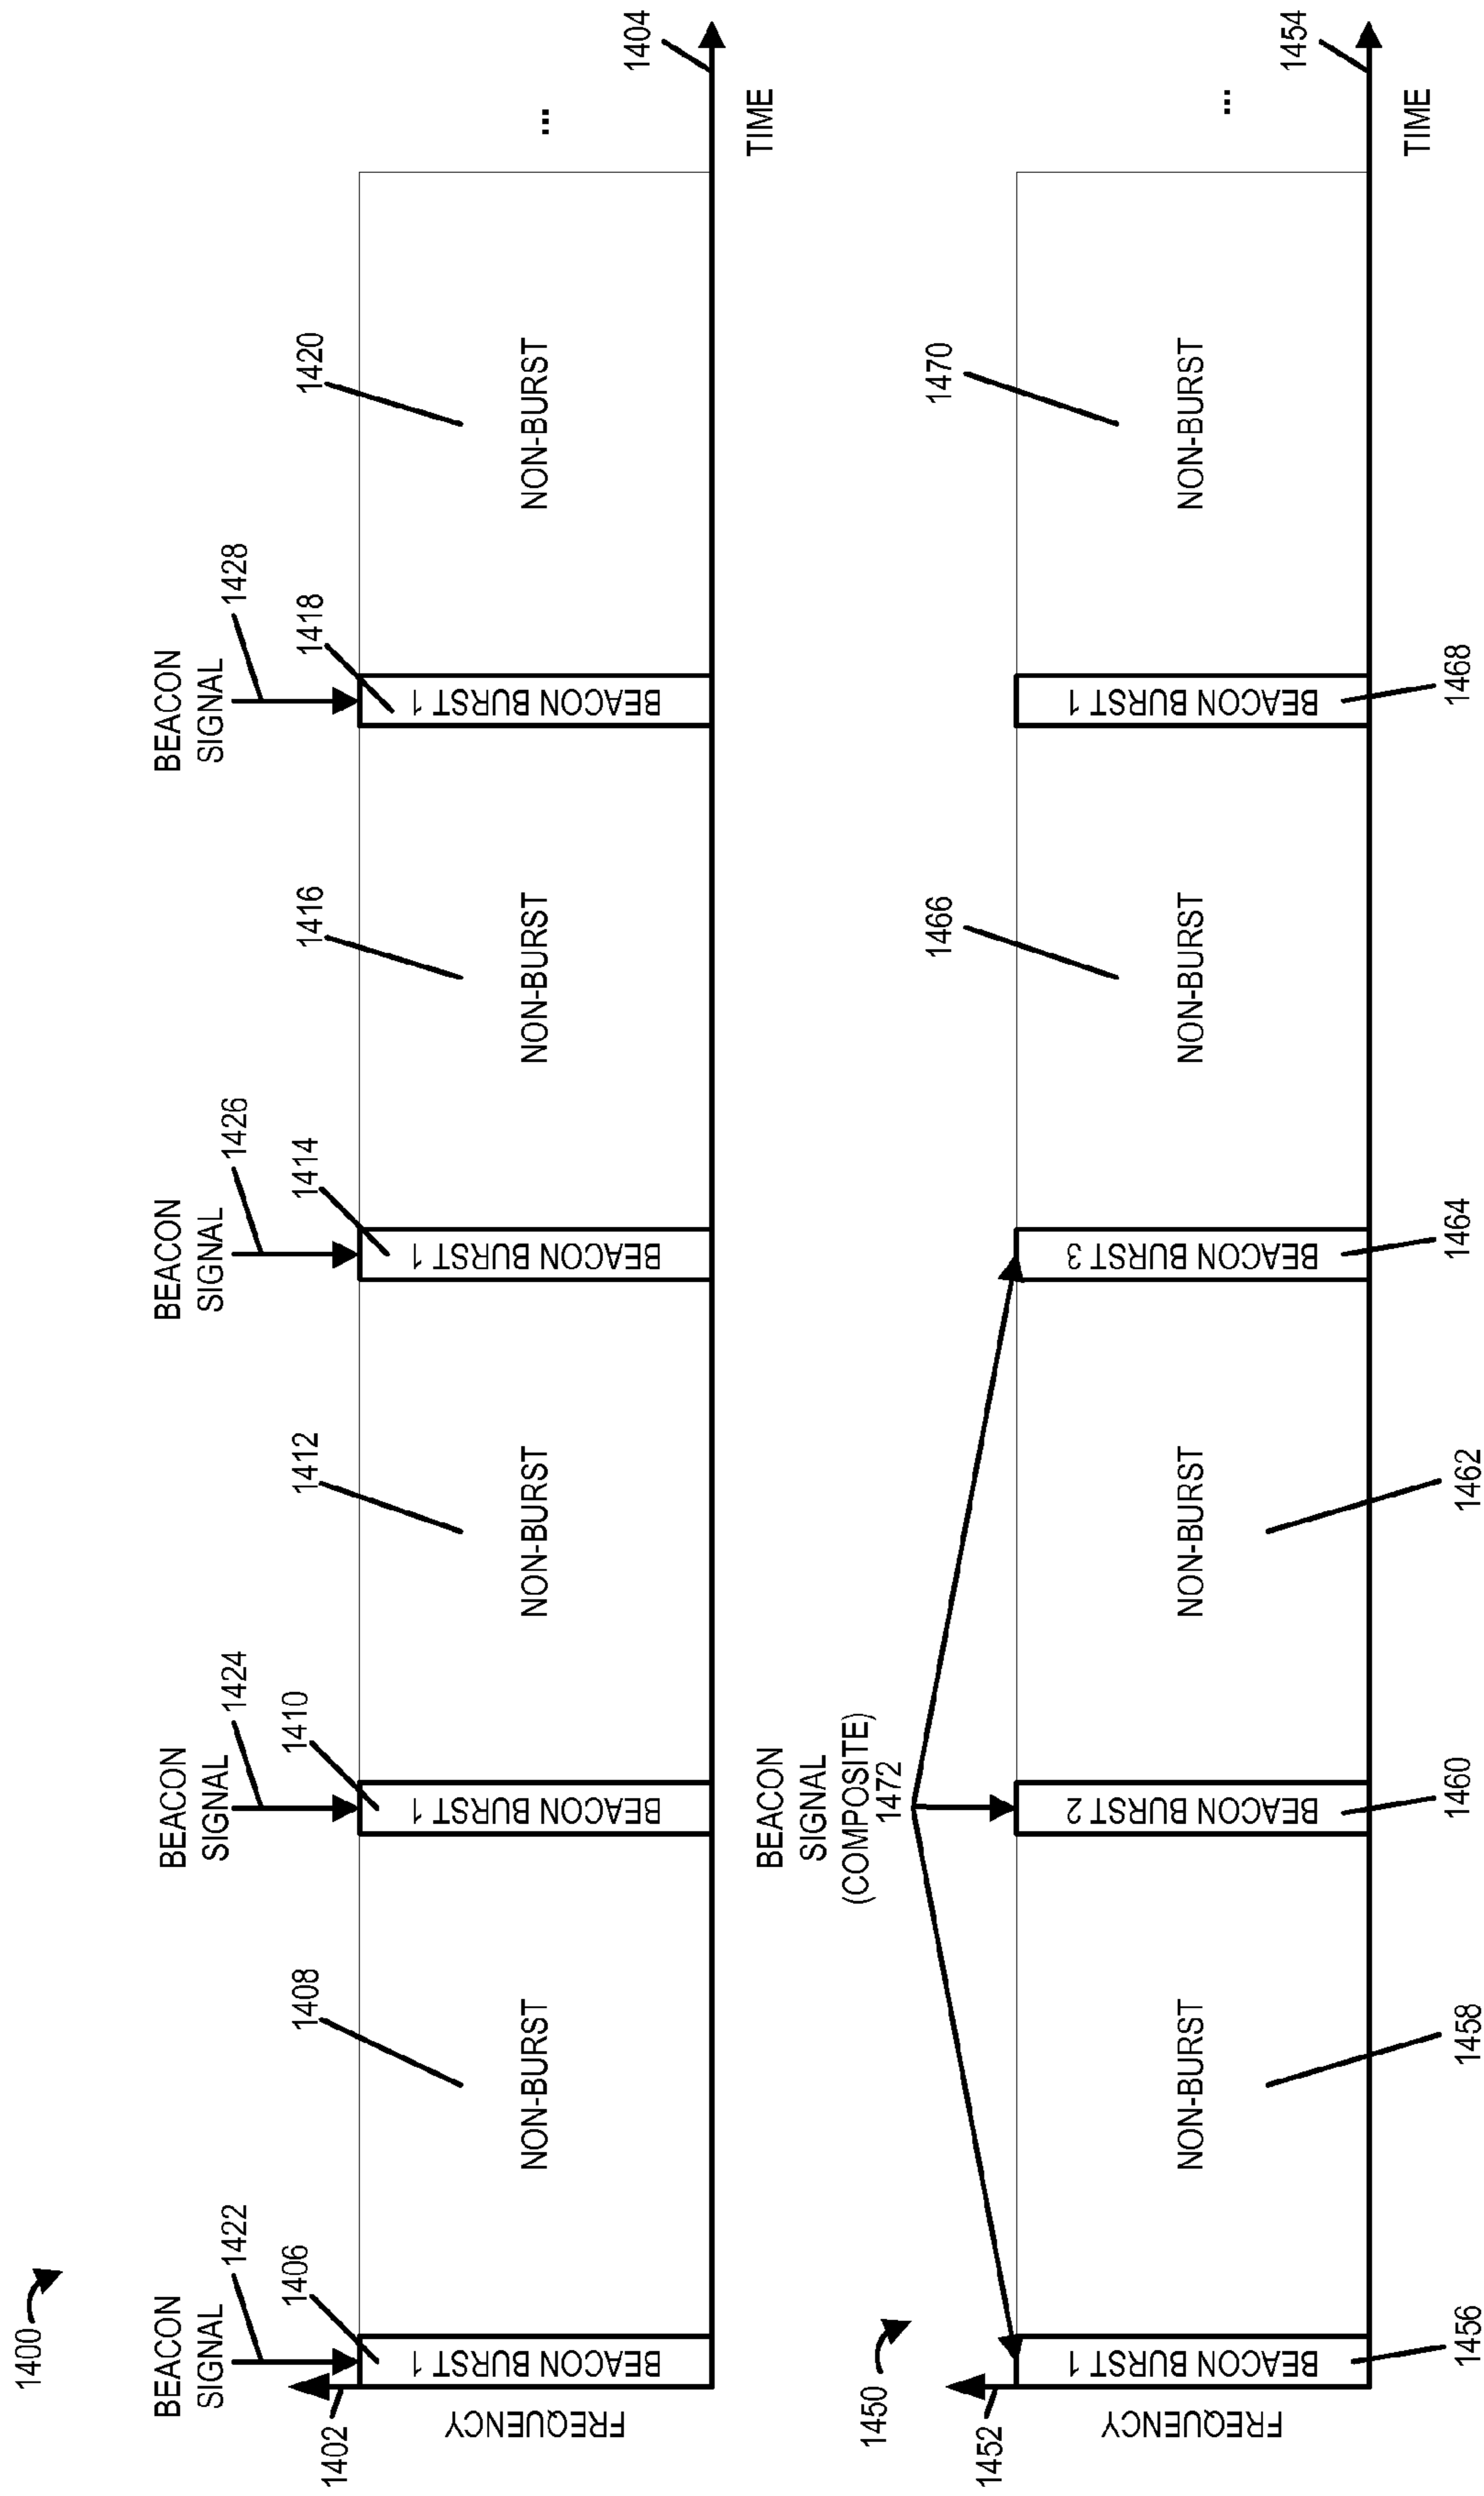 1400
BEACON
SIGNAL
1422
BEACON
SIGNAL
1424
BEACON
SIGNAL
1426
BEACON
SIGNAL
1428
1402
1406
1408
1410
1412
1414
1416
1418
1420
FREQUENCY
BEACON BURST 1
NON-BURST
BEACON BURST 1
NON-BURST
BEACON BURST 1
NON-BURST
BEACON BURST 1
NON-BURST
...
1404
TIME
1450
BEACON
SIGNAL
(COMPOSITE)
1472
1452
1466
1470
FREQUENCY
BEACON BURST 1
NON-BURST
BEACON BURST 2
NON-BURST
BEACON BURST 3
NON-BURST
BEACON BURST 1
NON-BURST
...
1454
TIME
1456
1458
1460
1462
1464
1468